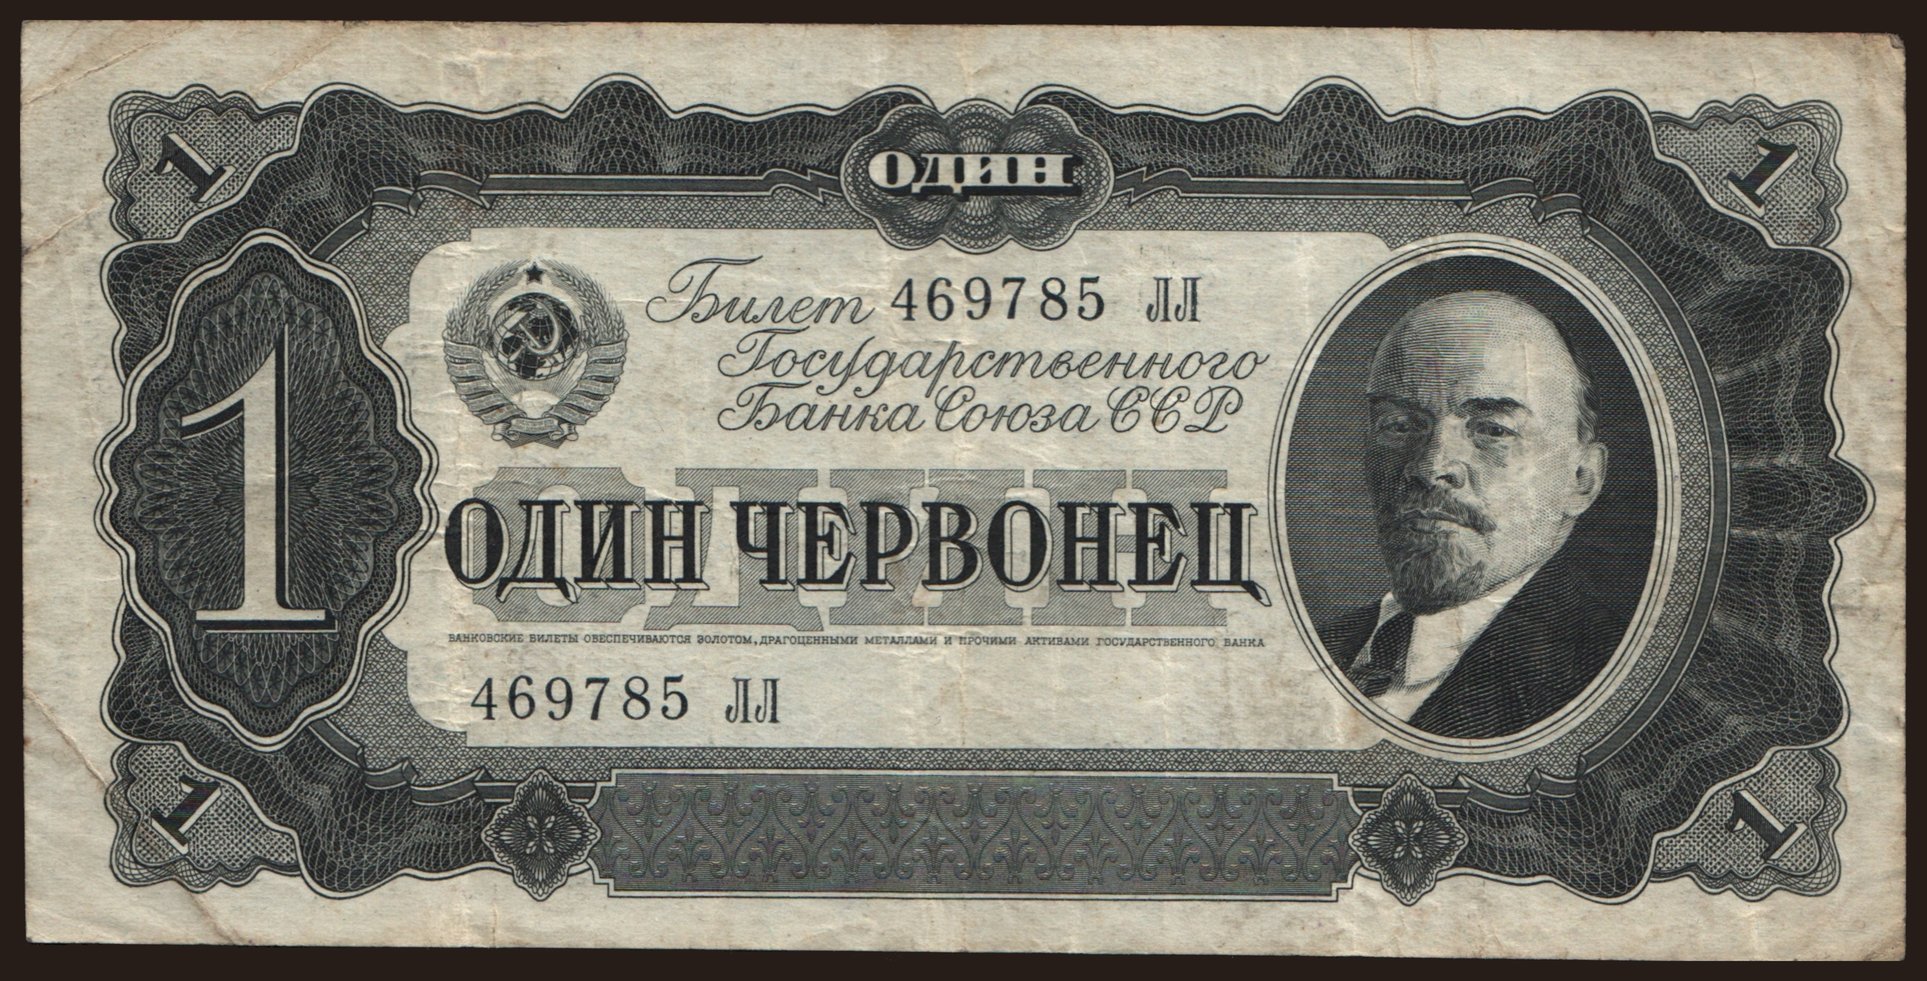 1 1
ОДИН
Билет 469785 ЛЛ
Государственного
Банка Союза ССР
1
ОДИН
ОДИН ЧЕРВОНЕЦ
БАНКОВСКИЕ БИЛЕТЫ ОБЕСПЕЧИВАЮТСЯ ЗОЛОТОМ, ДРАГОЦЕННЫМИ МЕТАЛЛАМИ И ПРОЧИМИ АКТИВАМИ ГОСУДАРСТВЕННОГО БАНКА
469785 ЛЛ
1 1